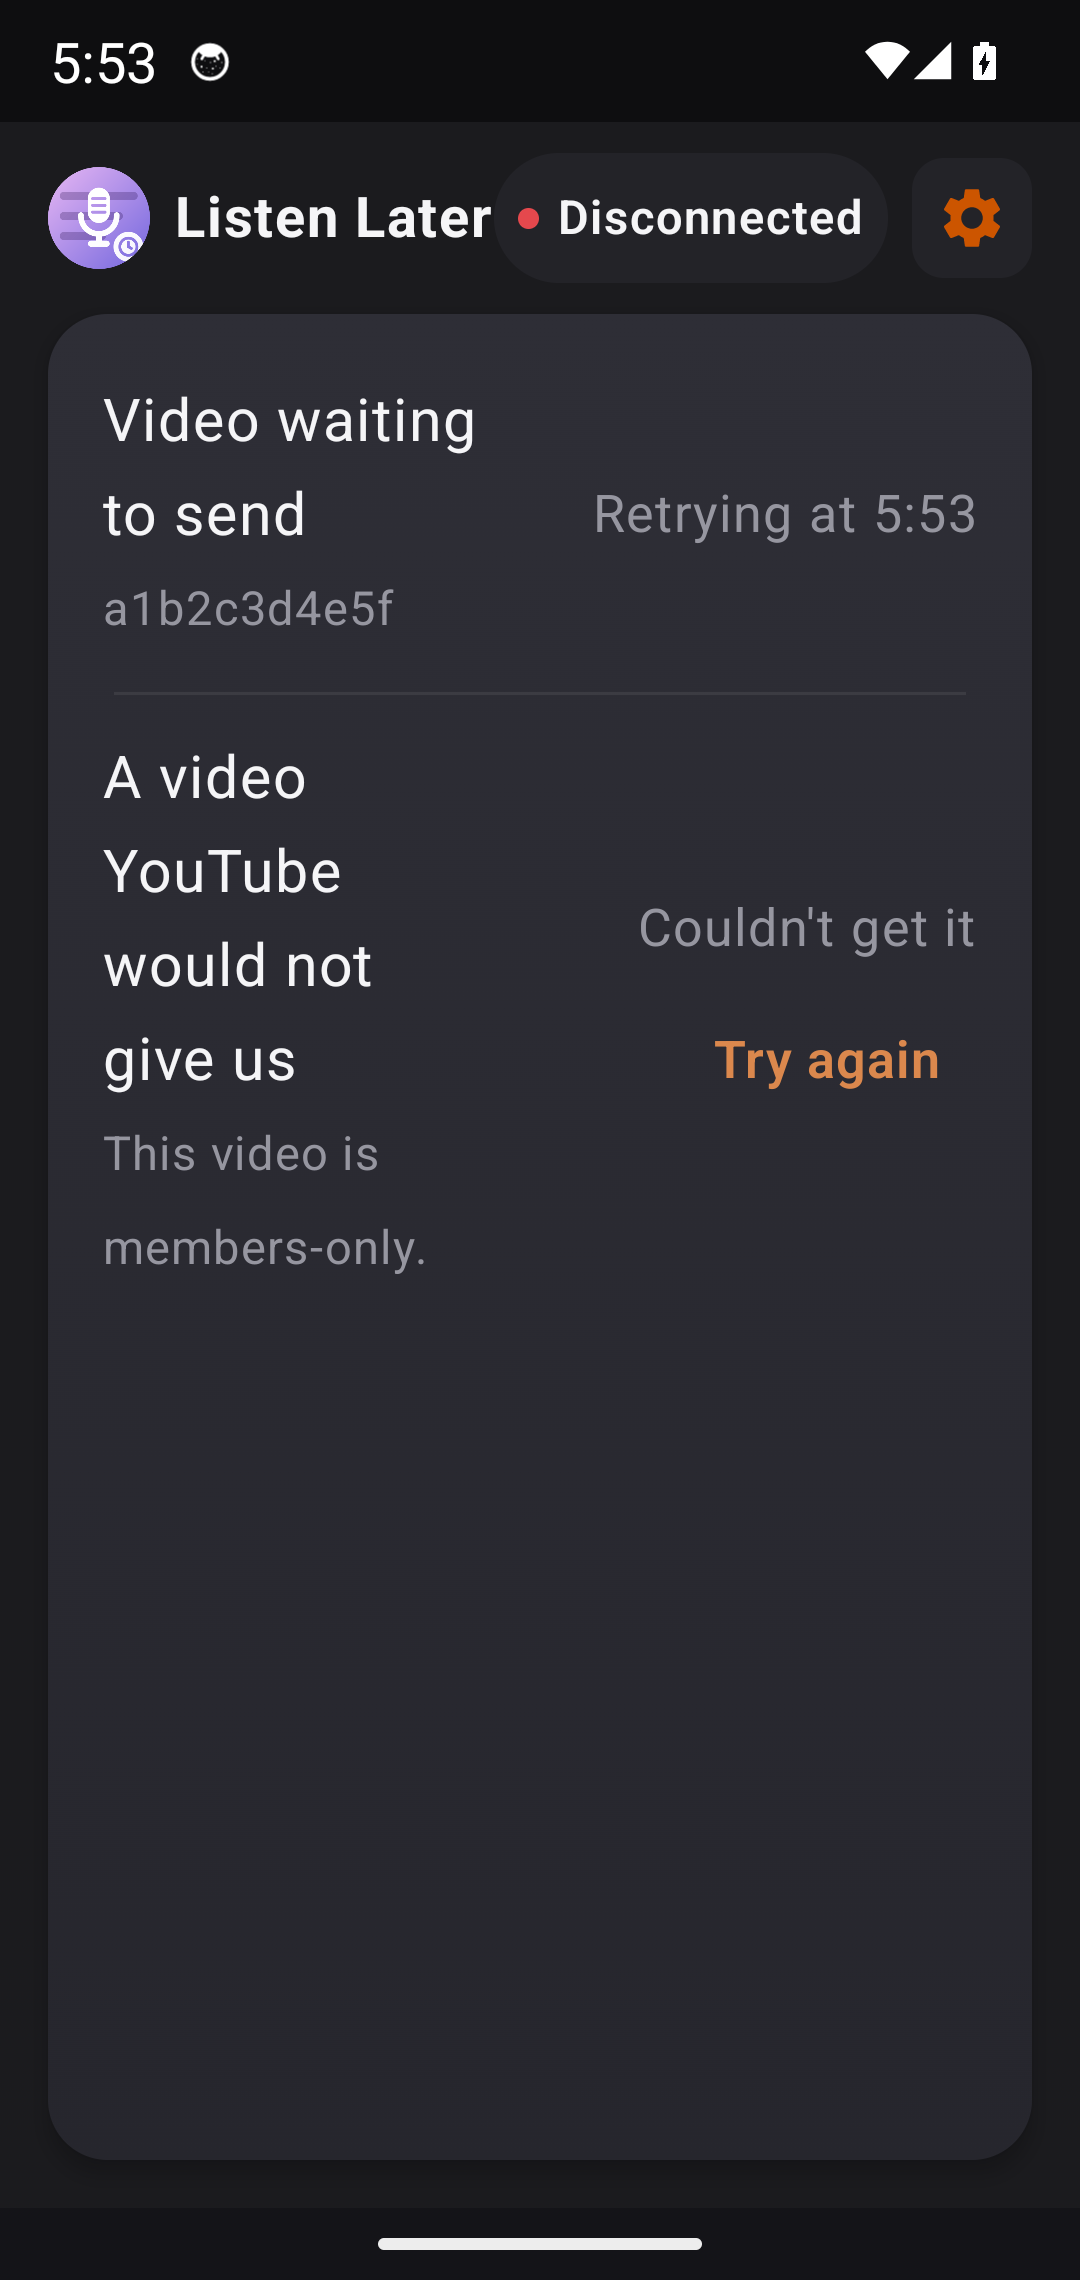 5:53
Listen Later
Disconnected
Video waiting
to send
Retrying at 5:53
a1b2c3d4e5f
A video
YouTube
would not
give us
Couldn't get it
Try again
This video is
members-only.